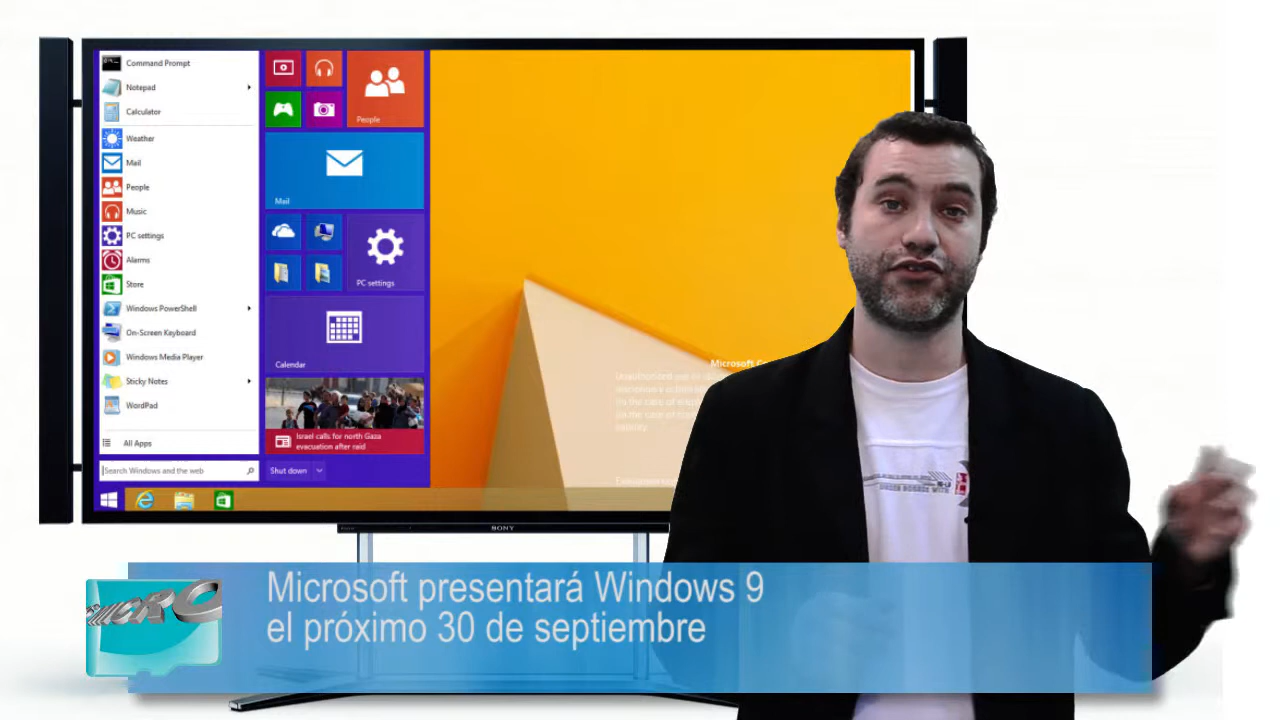 Command Prompt
Notepad
Calculator
Weather
Mail
People
Music
PC settings
Alarms
Store
Windows PowerShell
On-Screen Keyboard
Windows Media Player
Sticky Notes
WordPad
All Apps
Search Windows and the web
People
Mail
PC settings
Calendar
Israel calls for north Gaza
evacuation after raid
Shut down
Microsoft
SONY
MICRO
Microsoft presentará Windows 9
el próximo 30 de septiembre